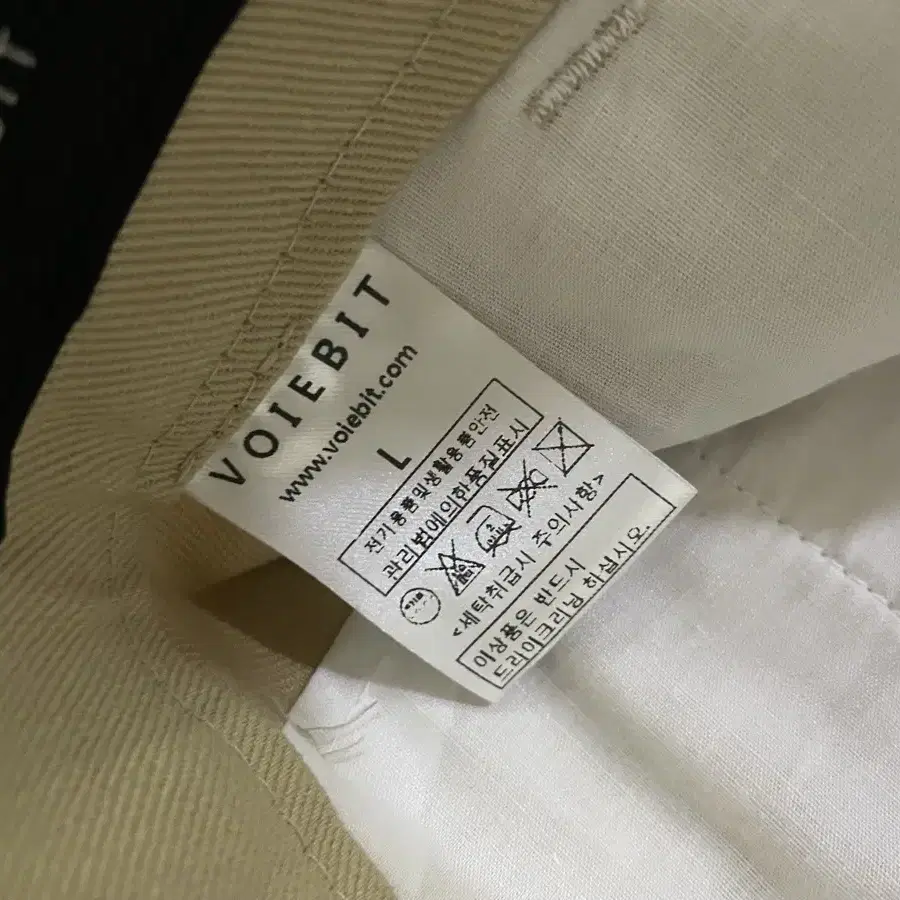 VOIEBIT
www.voiebit.com
L
전기용품및생활용품안전
관리법에의한품질표시
<세탁취급시 주의사항>
이상품은 반드시
드라이크리닝 하십시오.